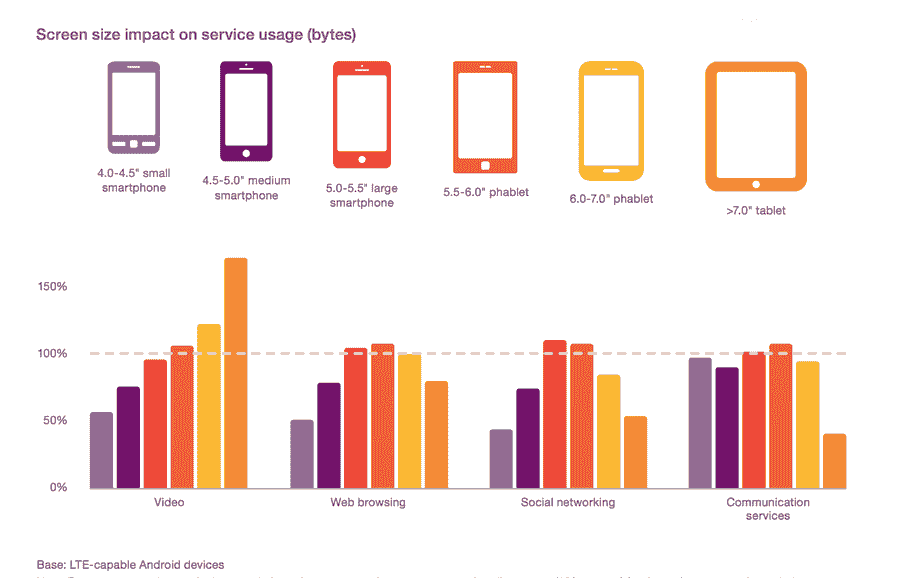 Screen size impact on service usage (bytes)
4.0-4.5" small
smartphone
4.5-5.0" medium
smartphone
5.0-5.5" large
smartphone
5.5-6.0" phablet
6.0-7.0" phablet
>7.0" tablet
150%
100%
50%
0%
Video
Web browsing
Social networking
Communication
services
Base: LTE-capable Android devices